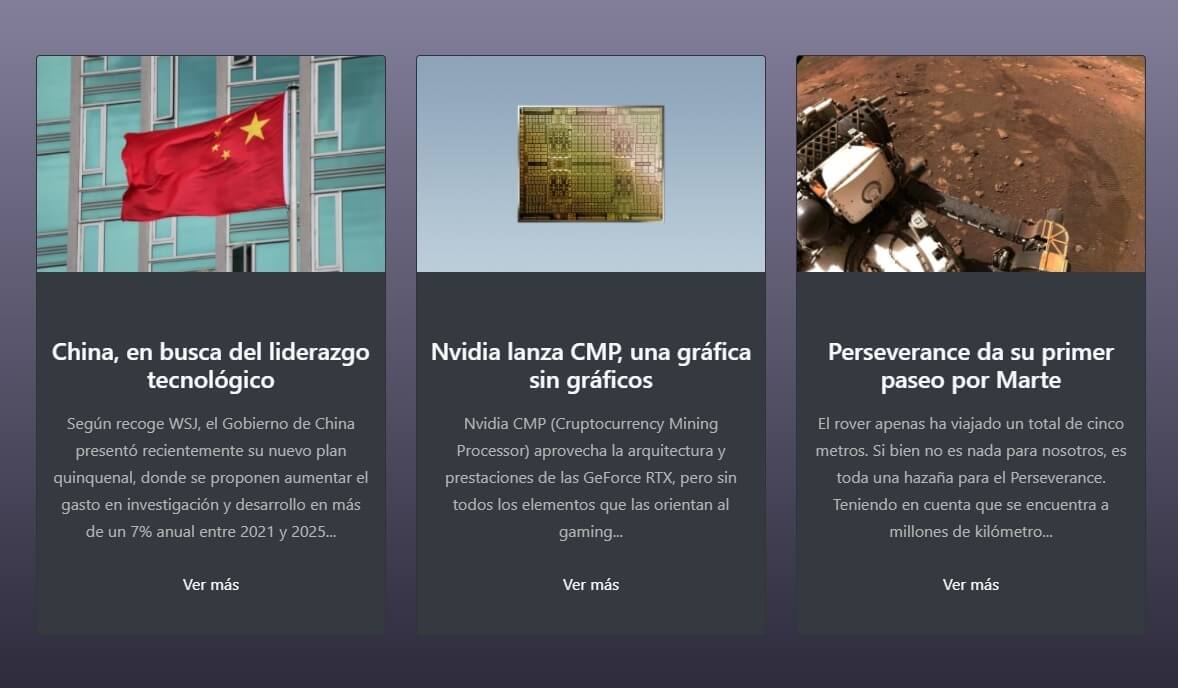 China, en busca del liderazgo
tecnológico
Según recoge WSJ, el Gobierno de China
presentó recientemente su nuevo plan
quinquenal, donde se proponen aumentar el
gasto en investigación y desarrollo en más
de un 7% anual entre 2021 y 2025...
Ver más
Nvidia lanza CMP, una gráfica
sin gráficos
Nvidia CMP (Cruptocurrency Mining
Processor) aprovecha la arquitectura y
prestaciones de las GeForce RTX, pero sin
todos los elementos que las orientan al
gaming...
Ver más
Perseverance da su primer
paseo por Marte
El rover apenas ha viajado un total de cinco
metros. Si bien no es nada para nosotros, es
toda una hazaña para el Perseverance.
Teniendo en cuenta que se encuentra a
millones de kilómetro...
Ver más